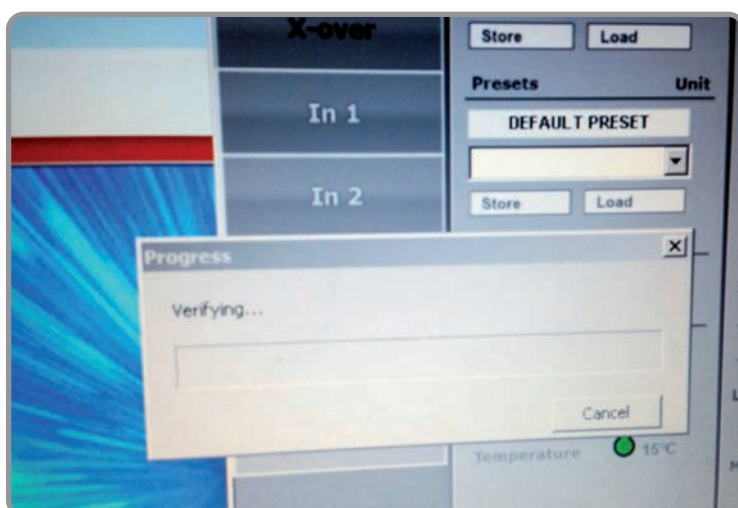 X-over
In 1
In 2
Store Load
Presets Unit
DEFAULT PRESET
Store Load
Progress
Verifying...
Cancel
Temperature 15°C